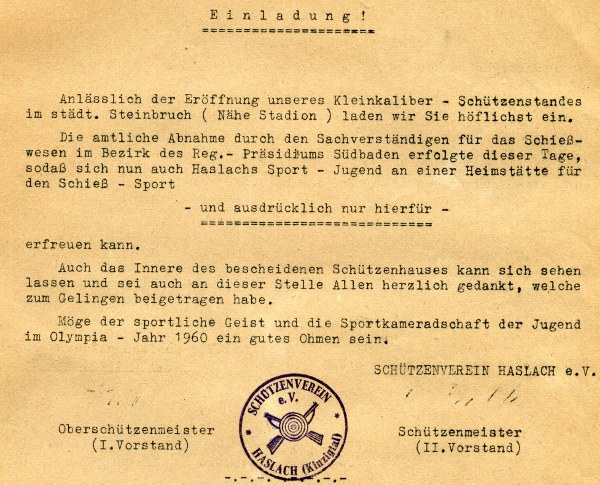 Einladung!
Anlässlich der Eröffnung unseres Kleinkaliber - Schützenstandes
im städt. Steinbruch ( Nähe Stadion ) laden wir Sie höflichst ein.
Die amtliche Abnahme durch den Sachverständigen für das Schieß-
wesen im Bezirk des Reg.- Präsidiums Südbaden erfolgte dieser Tage,
sodaß sich nun auch Haslachs Sport - Jugend an einer Heimstätte für
den Schieß - Sport
- und ausdrücklich nur hierfür -
erfreuen kann.
Auch das Innere des bescheidenen Schützenhauses kann sich sehen
lassen und sei auch an dieser Stelle Allen herzlich gedankt, welche
zum Gelingen beigetragen habe.
Möge der sportliche Geist und die Sportkameradschaft der Jugend
im Olympia - Jahr 1960 ein gutes Ohmen sein.
SCHÜTZENVEREIN HASLACH e.V.
Oberschützenmeister
(I.Vorstand)
SCHÜTZENVEREIN
e.V.
HASLACH (Kinzigtal)
Schützenmeister
(II.Vorstand)